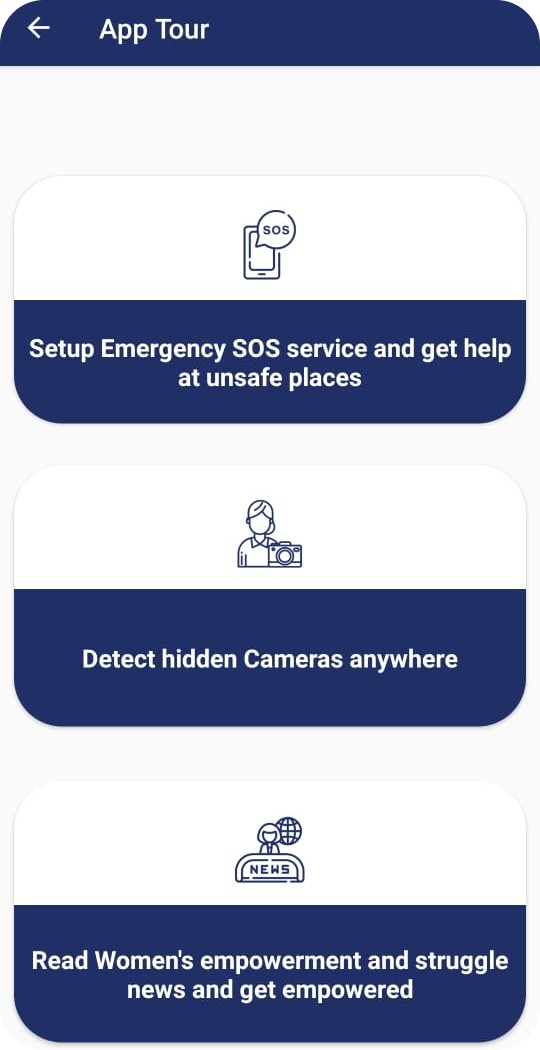 App Tour
SOS
Setup Emergency SOS service and get help
at unsafe places
Detect hidden Cameras anywhere
NEWS
Read Women's empowerment and struggle
news and get empowered